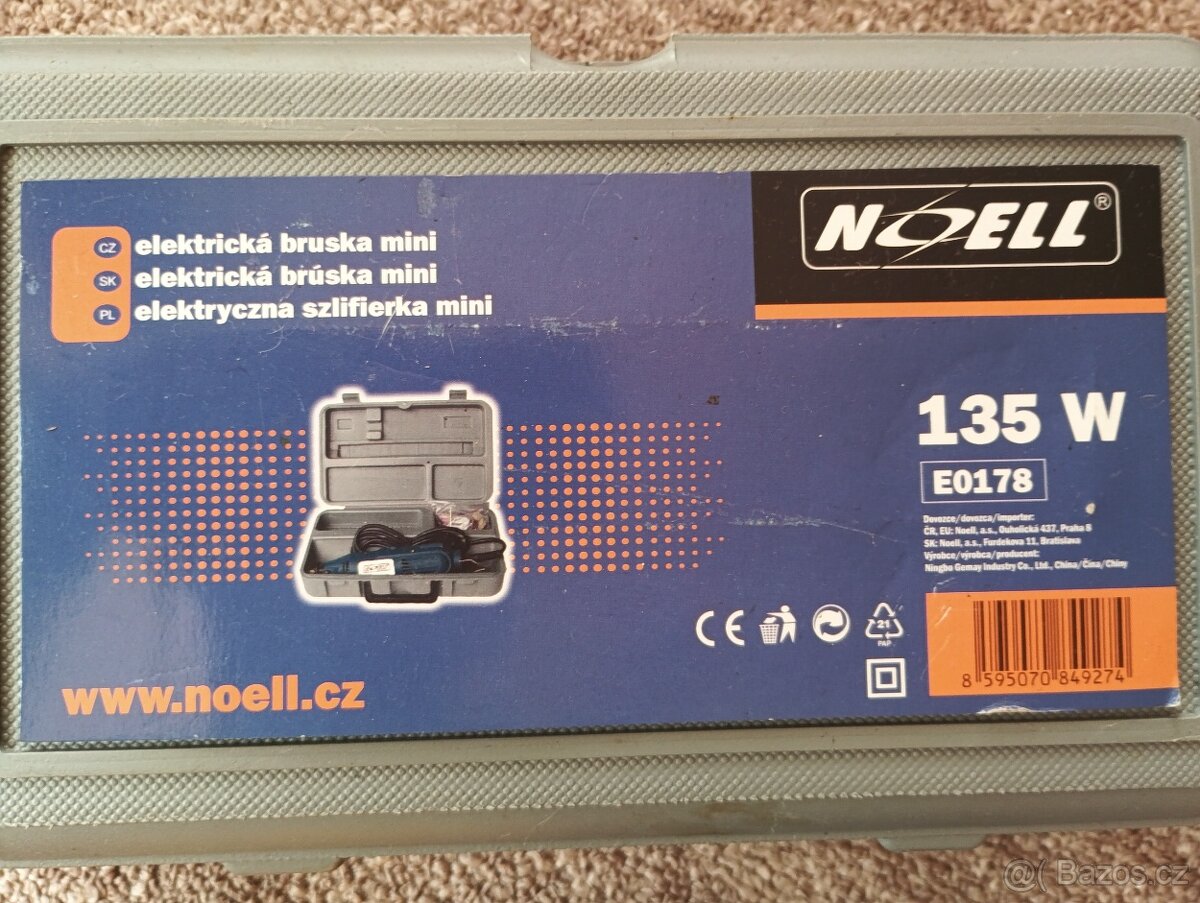 CZ elektrická bruska mini
SK elektrická brúska mini
PL elektryczna szlifierka mini
NOELL®
135 W
E0178
Dovozce/dovozca/importer:
ČR, EU: Noell, a.s., Ouholická 437, Praha 8
SK: Noell, a.s., Furdekova 11, Bratislava
Výrobce/výrobca/producent:
Ningbo Gemay Industry Co., Ltd., China/Čína/Chiny
CE
21
PAP
8 595070 849274
www.noell.cz
@( Bazos.cz